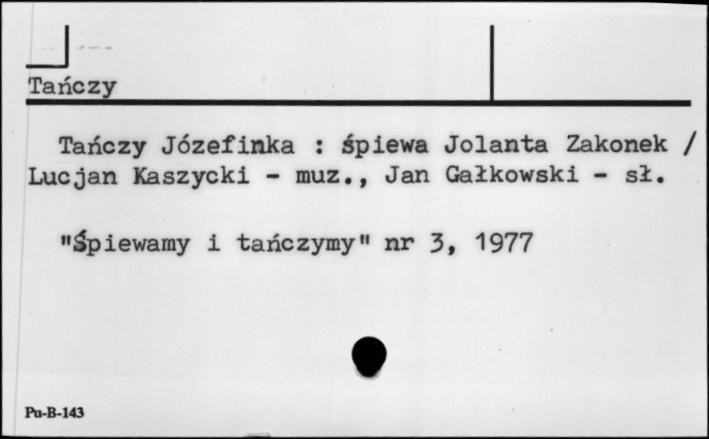 Tańczy
Tańczy Józefinka : śpiewa Jolanta Zakonek /
Lucjan Kaszycki - muz., Jan Gałkowski - sł.
"Śpiewamy i tańczymy" nr 3, 1977
Pu-B-143